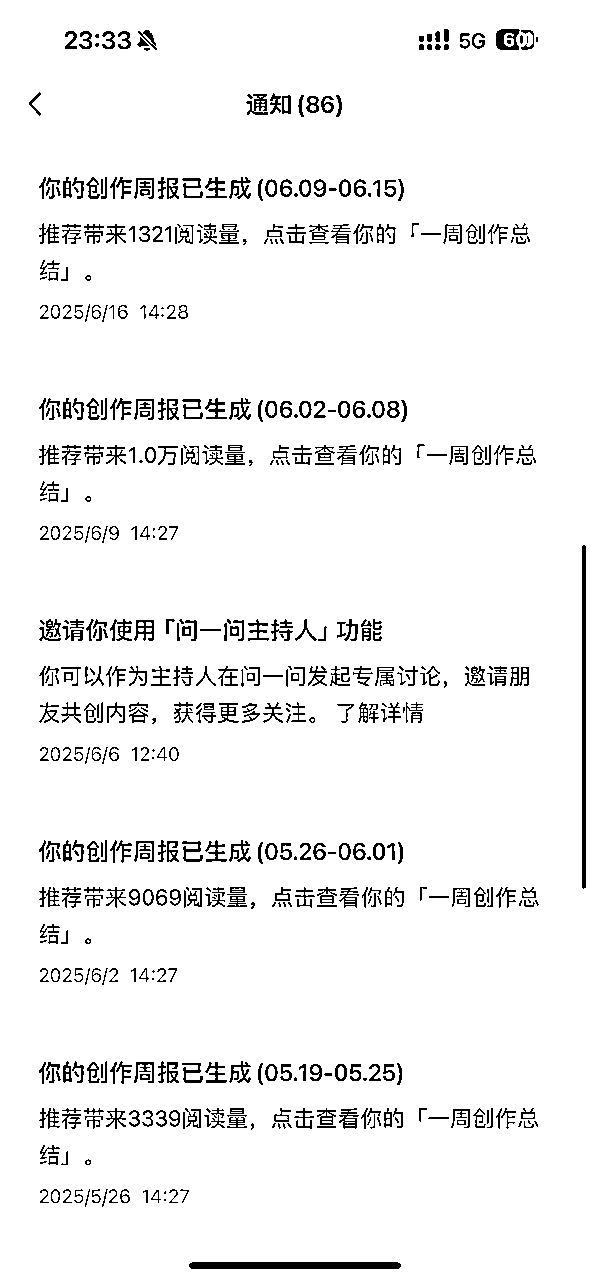 23:33 5G 60
通知 (86)
你的创作周报已生成 (06.09-06.15)
推荐带来1321阅读量，点击查看你的「一周创作总
结」。
2025/6/16 14:28
你的创作周报已生成 (06.02-06.08)
推荐带来1.0万阅读量，点击查看你的「一周创作总
结」。
2025/6/9 14:27
邀请你使用「问一问主持人」功能
你可以作为主持人在问一问发起专属讨论，邀请朋
友共创内容，获得更多关注。 了解详情
2025/6/6 12:40
你的创作周报已生成 (05.26-06.01)
推荐带来9069阅读量，点击查看你的「一周创作总
结」。
2025/6/2 14:27
你的创作周报已生成 (05.19-05.25)
推荐带来3339阅读量，点击查看你的「一周创作总
结」。
2025/5/26 14:27